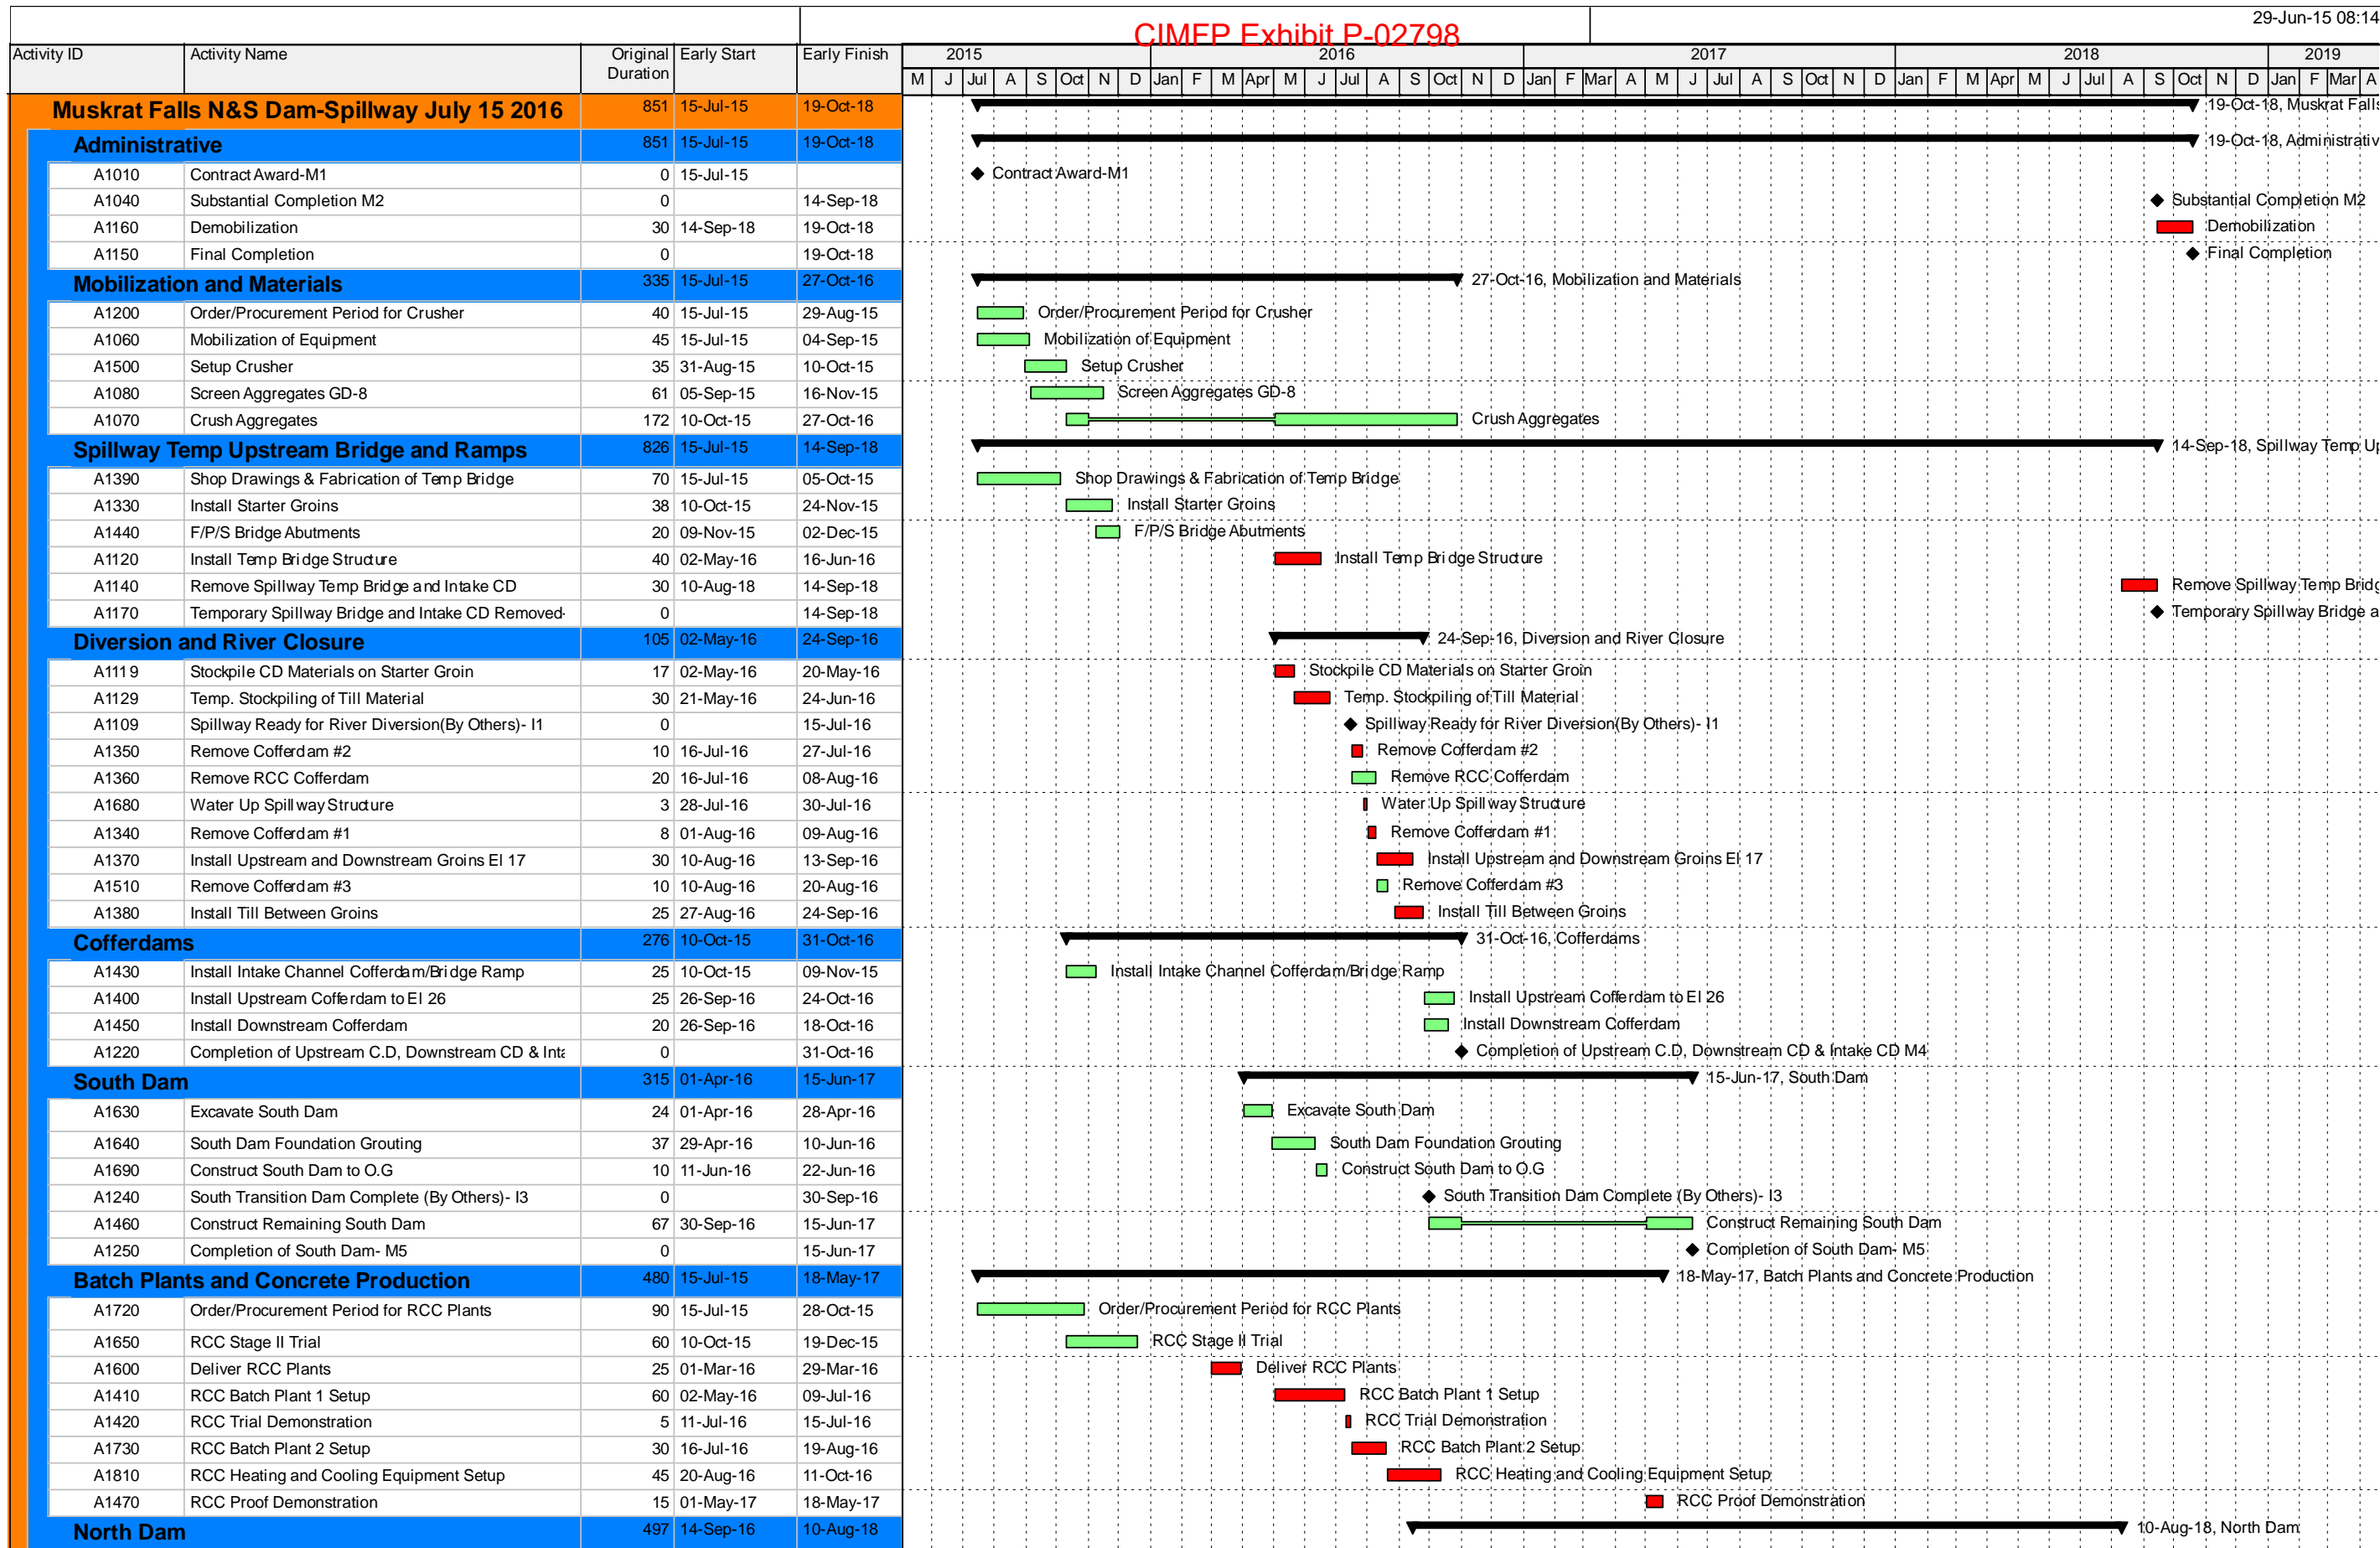 29-Jun-15 08:14
CIMFP Exhibit P-02798
Activity ID Activity Name Original Duration Early Start Early Finish 2015 2016 2017 2018 2019
M J Jul A S Oct N D Jan F M Apr M J Jul A S Oct N D Jan F Mar A M J Jul A S Oct N D Jan F M Apr M J Jul A S Oct N D Jan F Mar A
Muskrat Falls N&S Dam-Spillway July 15 2016 851 15-Jul-15 19-Oct-18 19-Oct-18, Muskrat Falls
Administrative 851 15-Jul-15 19-Oct-18 19-Oct-18, Administrativ
A1010 Contract Award-M1 0 15-Jul-15 Contract Award-M1
A1040 Substantial Completion M2 0 14-Sep-18 Substantial Completion M2
A1160 Demobilization 30 14-Sep-18 19-Oct-18 Demobilization
A1150 Final Completion 0 19-Oct-18 Final Completion
Mobilization and Materials 335 15-Jul-15 27-Oct-16 27-Oct-16, Mobilization and Materials
A1200 Order/Procurement Period for Crusher 40 15-Jul-15 29-Aug-15 Order/Procurement Period for Crusher
A1060 Mobilization of Equipment 45 15-Jul-15 04-Sep-15 Mobilization of Equipment
A1500 Setup Crusher 35 31-Aug-15 10-Oct-15 Setup Crusher
A1080 Screen Aggregates GD-8 61 05-Sep-15 16-Nov-15 Screen Aggregates GD-8
A1070 Crush Aggregates 172 10-Oct-15 27-Oct-16 Crush Aggregates
Spillway Temp Upstream Bridge and Ramps 826 15-Jul-15 14-Sep-18 14-Sep-18, Spillway Temp Up
A1390 Shop Drawings & Fabrication of Temp Bridge 70 15-Jul-15 05-Oct-15 Shop Drawings & Fabrication of Temp Bridge
A1330 Install Starter Groins 38 10-Oct-15 24-Nov-15 Install Starter Groins
A1440 F/P/S Bridge Abutments 20 09-Nov-15 02-Dec-15 F/P/S Bridge Abutments
A1120 Install Temp Bridge Structure 40 02-May-16 16-Jun-16 Install Temp Bridge Structure
A1140 Remove Spillway Temp Bridge and Intake CD 30 10-Aug-18 14-Sep-18 Remove Spillway Temp Bridg
A1170 Temporary Spillway Bridge and Intake CD Removed- 0 14-Sep-18 Temporary Spillway Bridge a
Diversion and River Closure 105 02-May-16 24-Sep-16 24-Sep-16, Diversion and River Closure
A1119 Stockpile CD Materials on Starter Groin 17 02-May-16 20-May-16 Stockpile CD Materials on Starter Groin
A1129 Temp. Stockpiling of Till Material 30 21-May-16 24-Jun-16 Temp. Stockpiling of Till Material
A1109 Spillway Ready for River Diversion(By Others)- I1 0 15-Jul-16 Spillway Ready for River Diversion(By Others)- I1
A1350 Remove Cofferdam #2 10 16-Jul-16 27-Jul-16 Remove Cofferdam #2
A1360 Remove RCC Cofferdam 20 16-Jul-16 08-Aug-16 Remove RCC Cofferdam
A1680 Water Up Spillway Structure 3 28-Jul-16 30-Jul-16 Water Up Spillway Structure
A1340 Remove Cofferdam #1 8 01-Aug-16 09-Aug-16 Remove Cofferdam #1
A1370 Install Upstream and Downstream Groins El 17 30 10-Aug-16 13-Sep-16 Install Upstream and Downstream Groins El 17
A1510 Remove Cofferdam #3 10 10-Aug-16 20-Aug-16 Remove Cofferdam #3
A1380 Install Till Between Groins 25 27-Aug-16 24-Sep-16 Install Till Between Groins
Cofferdams 276 10-Oct-15 31-Oct-16 31-Oct-16, Cofferdams
A1430 Install Intake Channel Cofferdam/Bridge Ramp 25 10-Oct-15 09-Nov-15 Install Intake Channel Cofferdam/Bridge Ramp
A1400 Install Upstream Cofferdam to El 26 25 26-Sep-16 24-Oct-16 Install Upstream Cofferdam to El 26
A1450 Install Downstream Cofferdam 20 26-Sep-16 18-Oct-16 Install Downstream Cofferdam
A1220 Completion of Upstream C.D, Downstream CD & Inta 0 31-Oct-16 Completion of Upstream C.D, Downstream CD & Intake CD M4
South Dam 315 01-Apr-16 15-Jun-17 15-Jun-17, South Dam
A1630 Excavate South Dam 24 01-Apr-16 28-Apr-16 Excavate South Dam
A1640 South Dam Foundation Grouting 37 29-Apr-16 10-Jun-16 South Dam Foundation Grouting
A1690 Construct South Dam to O.G 10 11-Jun-16 22-Jun-16 Construct South Dam to O.G
A1240 South Transition Dam Complete (By Others)- I3 0 30-Sep-16 South Transition Dam Complete (By Others)- I3
A1460 Construct Remaining South Dam 67 30-Sep-16 15-Jun-17 Construct Remaining South Dam
A1250 Completion of South Dam- M5 0 15-Jun-17 Completion of South Dam- M5
Batch Plants and Concrete Production 480 15-Jul-15 18-May-17 18-May-17, Batch Plants and Concrete Production
A1720 Order/Procurement Period for RCC Plants 90 15-Jul-15 28-Oct-15 Order/Procurement Period for RCC Plants
A1650 RCC Stage II Trial 60 10-Oct-15 19-Dec-15 RCC Stage II Trial
A1600 Deliver RCC Plants 25 01-Mar-16 29-Mar-16 Deliver RCC Plants
A1410 RCC Batch Plant 1 Setup 60 02-May-16 09-Jul-16 RCC Batch Plant 1 Setup
A1420 RCC Trial Demonstration 5 11-Jul-16 15-Jul-16 RCC Trial Demonstration
A1730 RCC Batch Plant 2 Setup 30 16-Jul-16 19-Aug-16 RCC Batch Plant 2 Setup
A1810 RCC Heating and Cooling Equipment Setup 45 20-Aug-16 11-Oct-16 RCC Heating and Cooling Equipment Setup
A1470 RCC Proof Demonstration 15 01-May-17 18-May-17 RCC Proof Demonstration
North Dam 497 14-Sep-16 10-Aug-18 10-Aug-18, North Dam